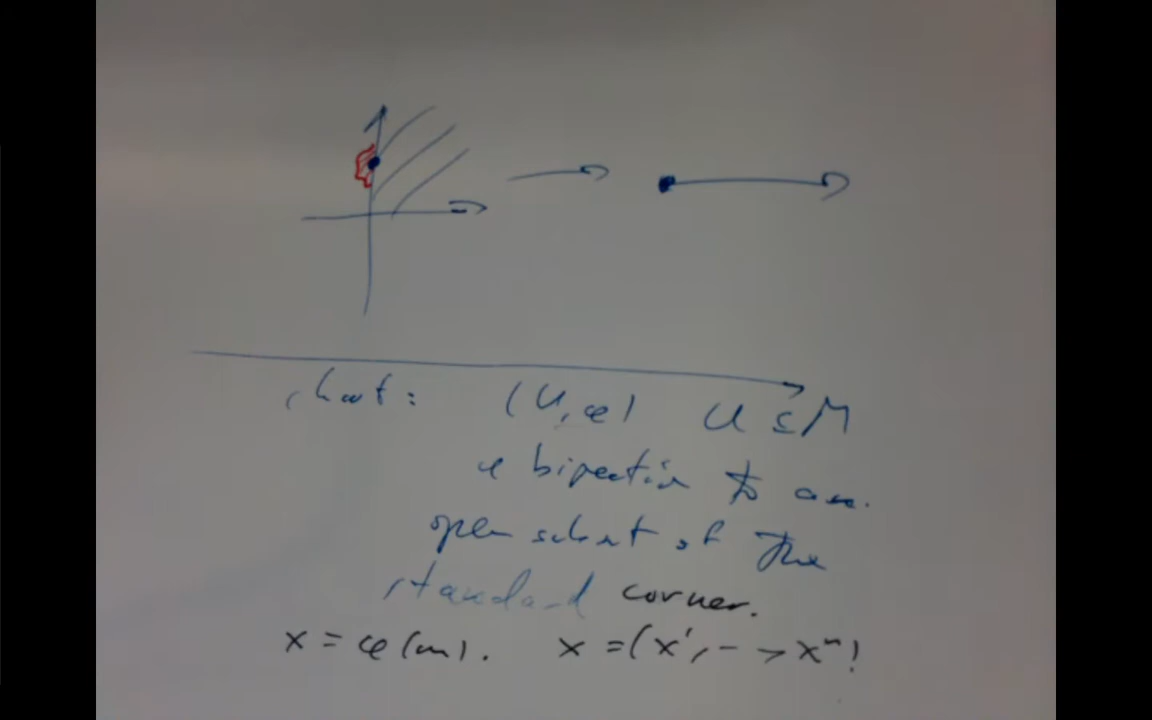 chart: (U, φ) U ⊆ M
φ bijection to an
open subset of the
standard corner.
x = φ(m). x = (x¹, -, xⁿ)